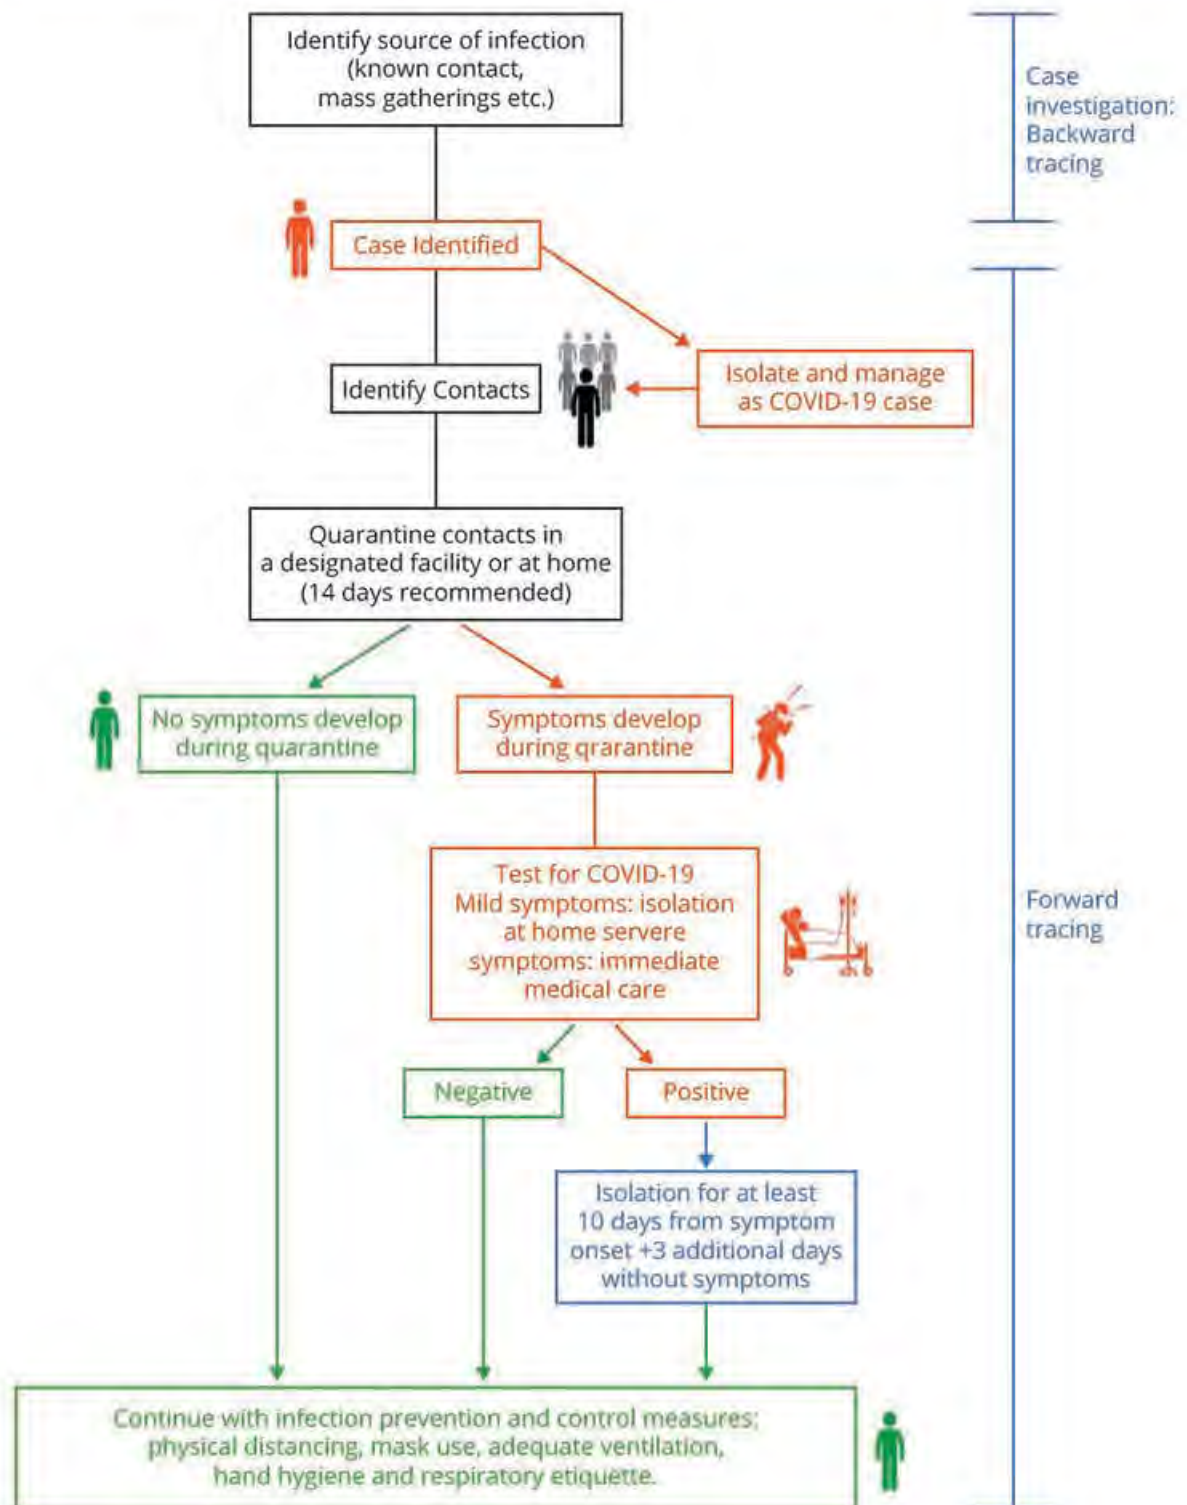 Identify source of infection
(known contact,
mass gatherings etc.)
Case
investigation:
Backward
tracing
Case Identified
Identify Contacts
Isolate and manage
as COVID-19 case
Quarantine contacts in
a designated facility or at home
(14 days recommended)
No symptoms develop
during quarantine
Symptoms develop
during qrarantine
Test for COVID-19
Mild symptoms: isolation
at home servere
symptoms: immediate
medical care
Forward
tracing
Negative
Positive
Isolation for at least
10 days from symptom
onset +3 additional days
without symptoms
Continue with infection prevention and control measures:
physical distancing, mask use, adequate ventilation,
hand hygiene and respiratory etiquette.